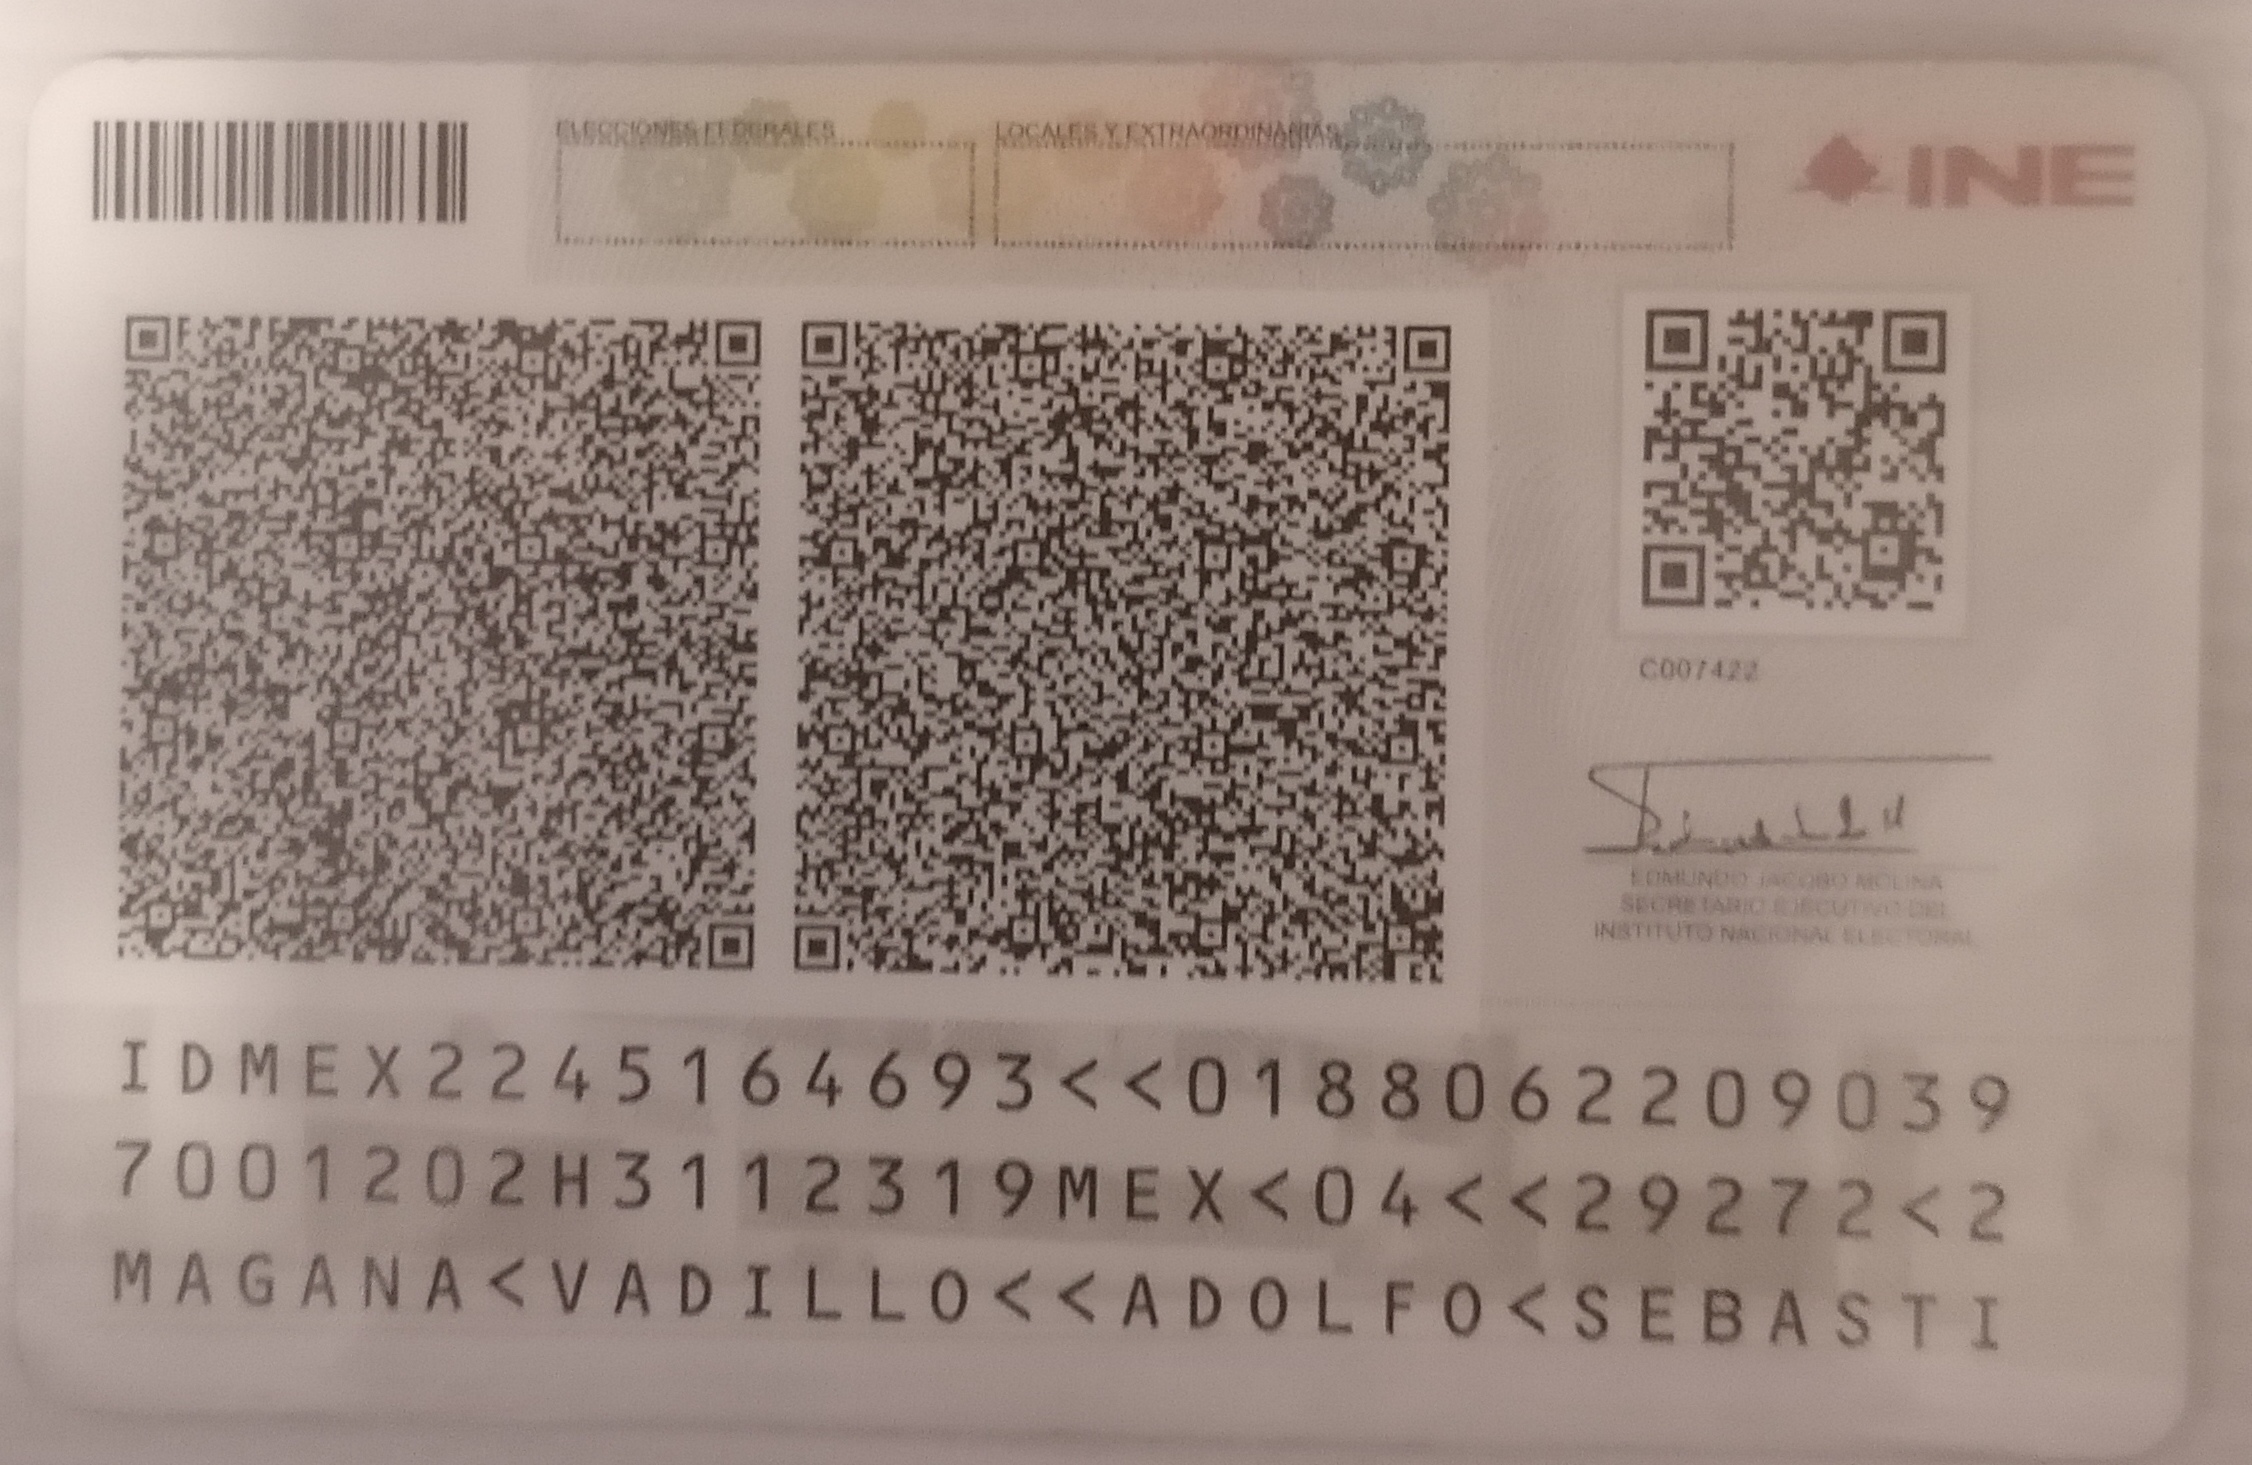 ELECCIONES FEDERALES
LOCALES Y EXTRAORDINARIAS
INE
C007422
EDMUNDO JACOBO MOLINA
SECRETARIO EJECUTIVO DEL
INSTITUTO NACIONAL ELECTORAL
IDMEX2245164693<<0188062209039
7001202H3112319MEX<04<<29272<2
MAGANA<VADILLO<<ADOLFO<SEBASTI